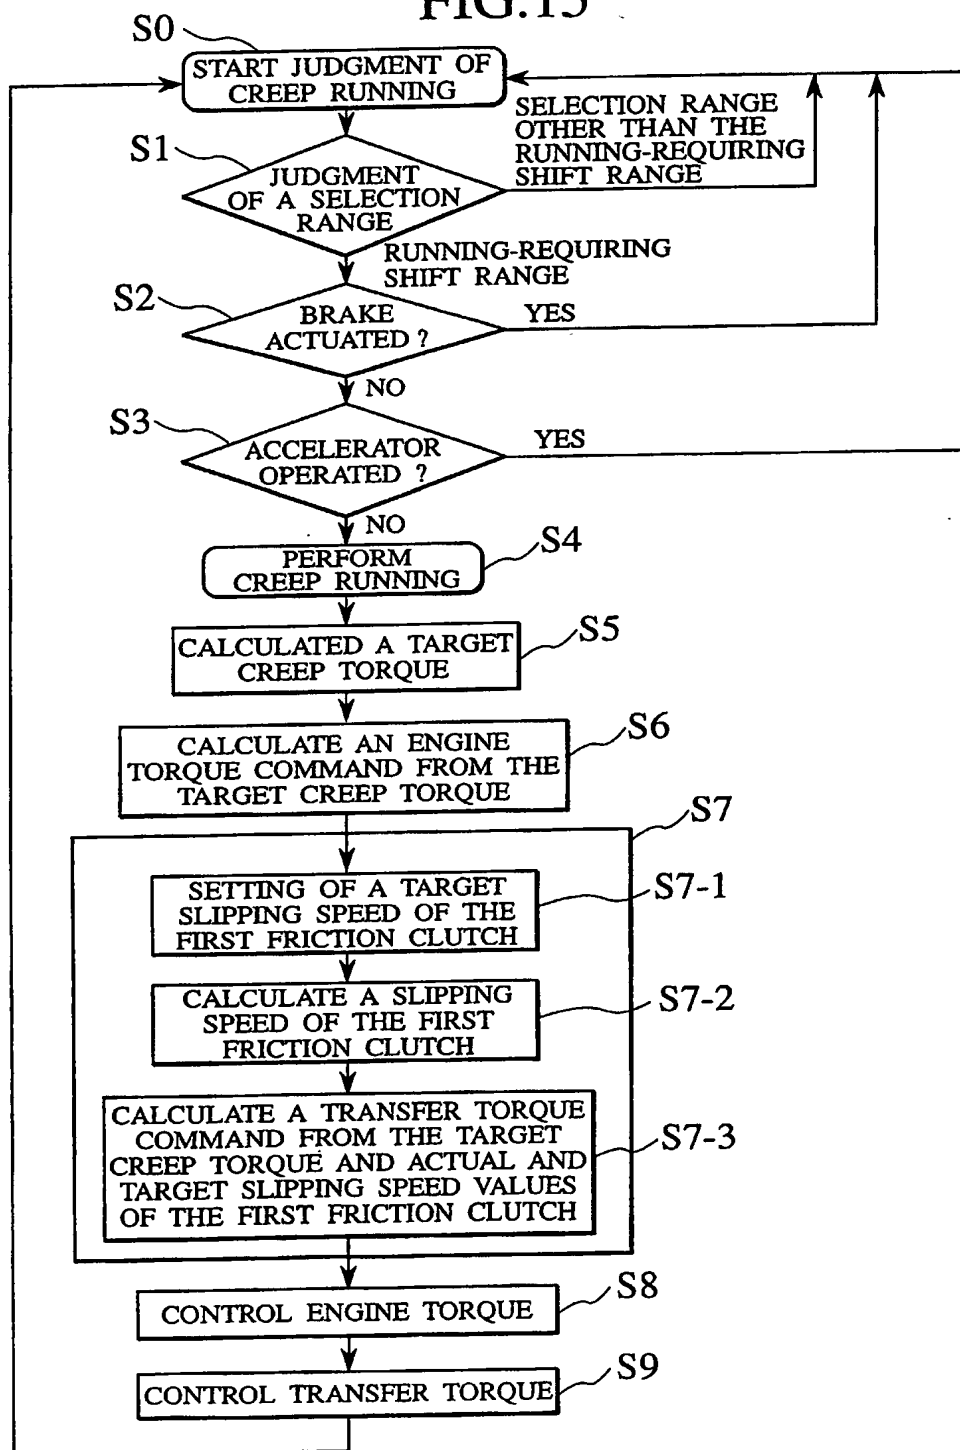 FIG.15
S0
START JUDGMENT OF
CREEP RUNNING
SELECTION RANGE
OTHER THAN THE
RUNNING-REQUIRING
SHIFT RANGE
S1
JUDGMENT
OF A SELECTION
RANGE
RUNNING-REQUIRING
SHIFT RANGE
S2
BRAKE
ACTUATED ?
YES
NO
S3
ACCELERATOR
OPERATED ?
YES
NO
PERFORM
CREEP RUNNING
S4
CALCULATED A TARGET
CREEP TORQUE
S5
CALCULATE AN ENGINE
TORQUE COMMAND FROM THE
TARGET CREEP TORQUE
S6
S7
SETTING OF A TARGET
SLIPPING SPEED OF THE
FIRST FRICTION CLUTCH
S7-1
CALCULATE A SLIPPING
SPEED OF THE FIRST
FRICTION CLUTCH
S7-2
CALCULATE A TRANSFER TORQUE
COMMAND FROM THE TARGET
CREEP TORQUE AND ACTUAL AND
TARGET SLIPPING SPEED VALUES
OF THE FIRST FRICTION CLUTCH
S7-3
CONTROL ENGINE TORQUE
S8
CONTROL TRANSFER TORQUE
S9